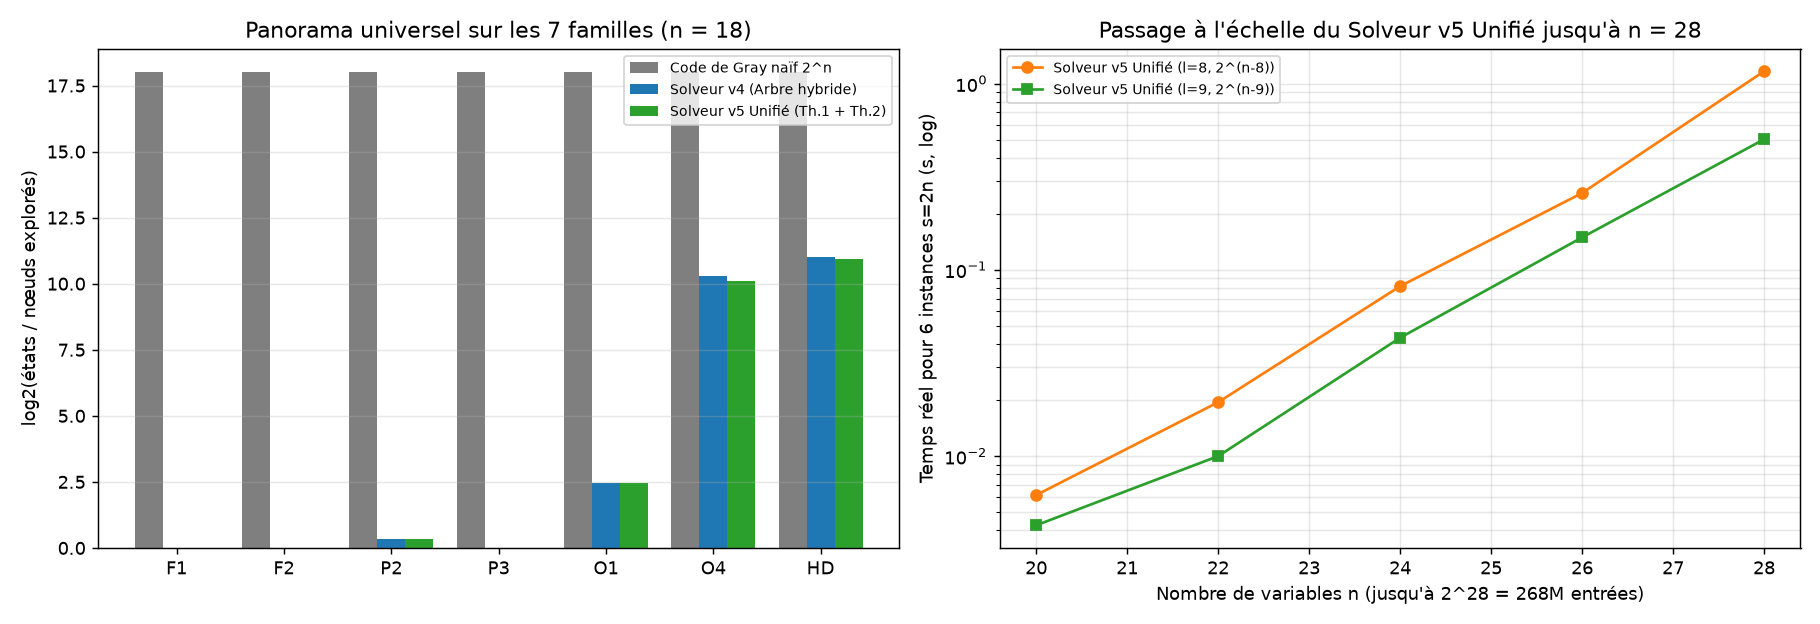 Panorama universel sur les 7 familles (n = 18)
Code de Gray naïf 2^n
Solveur v4 (Arbre hybride)
Solveur v5 Unifié (Th.1 + Th.2)
log2(états / nœuds explorés)
17.5
15.0
12.5
10.0
7.5
5.0
2.5
0.0
F1 F2 P2 P3 O1 O4 HD
Passage à l'échelle du Solveur v5 Unifié jusqu'à n = 28
Solveur v5 Unifié (l=8, 2^(n-8))
Solveur v5 Unifié (l=9, 2^(n-9))
Temps réel pour 6 instances s=2n (s, log)
10⁰
10⁻¹
10⁻²
20 21 22 23 24 25 26 27 28
Nombre de variables n (jusqu'à 2^28 = 268M entrées)